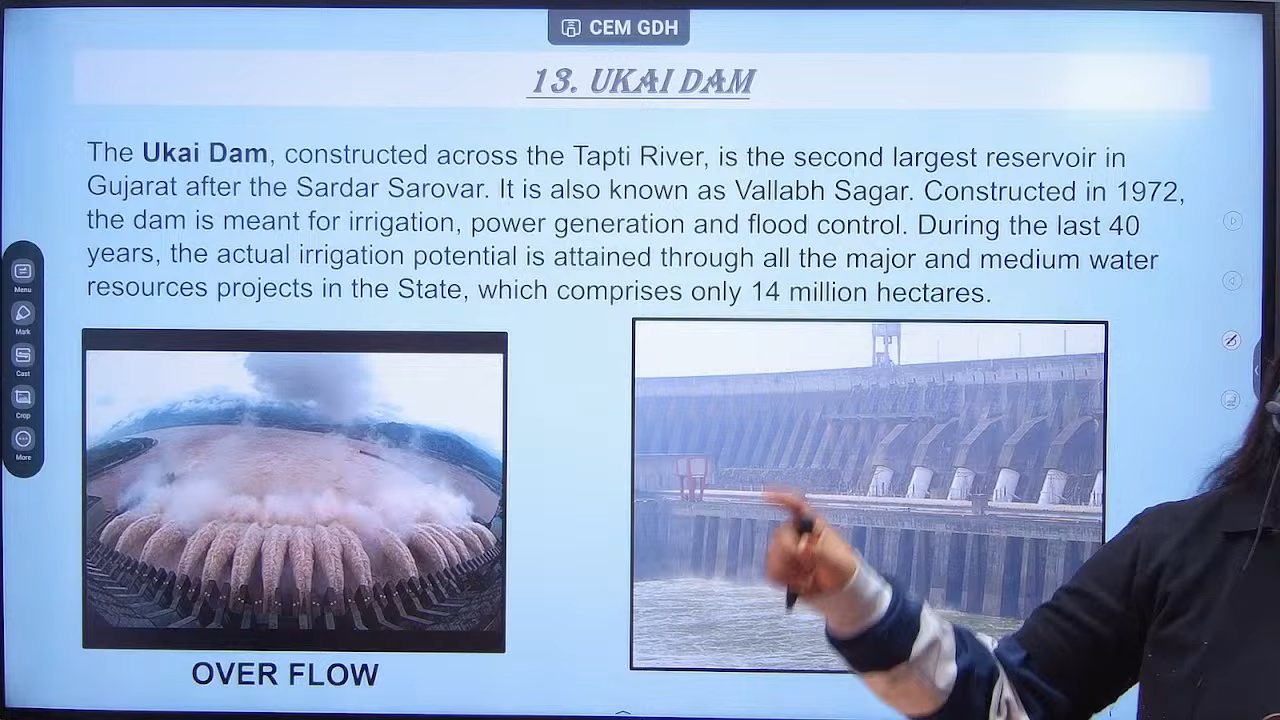 CEM GDH
13. UKAI DAM
The Ukai Dam, constructed across the Tapti River, is the second largest reservoir in
Gujarat after the Sardar Sarovar. It is also known as Vallabh Sagar. Constructed in 1972,
the dam is meant for irrigation, power generation and flood control. During the last 40
years, the actual irrigation potential is attained through all the major and medium water
resources projects in the State, which comprises only 14 million hectares.
Menu
Mark
Cast
Crop
More
OVER FLOW